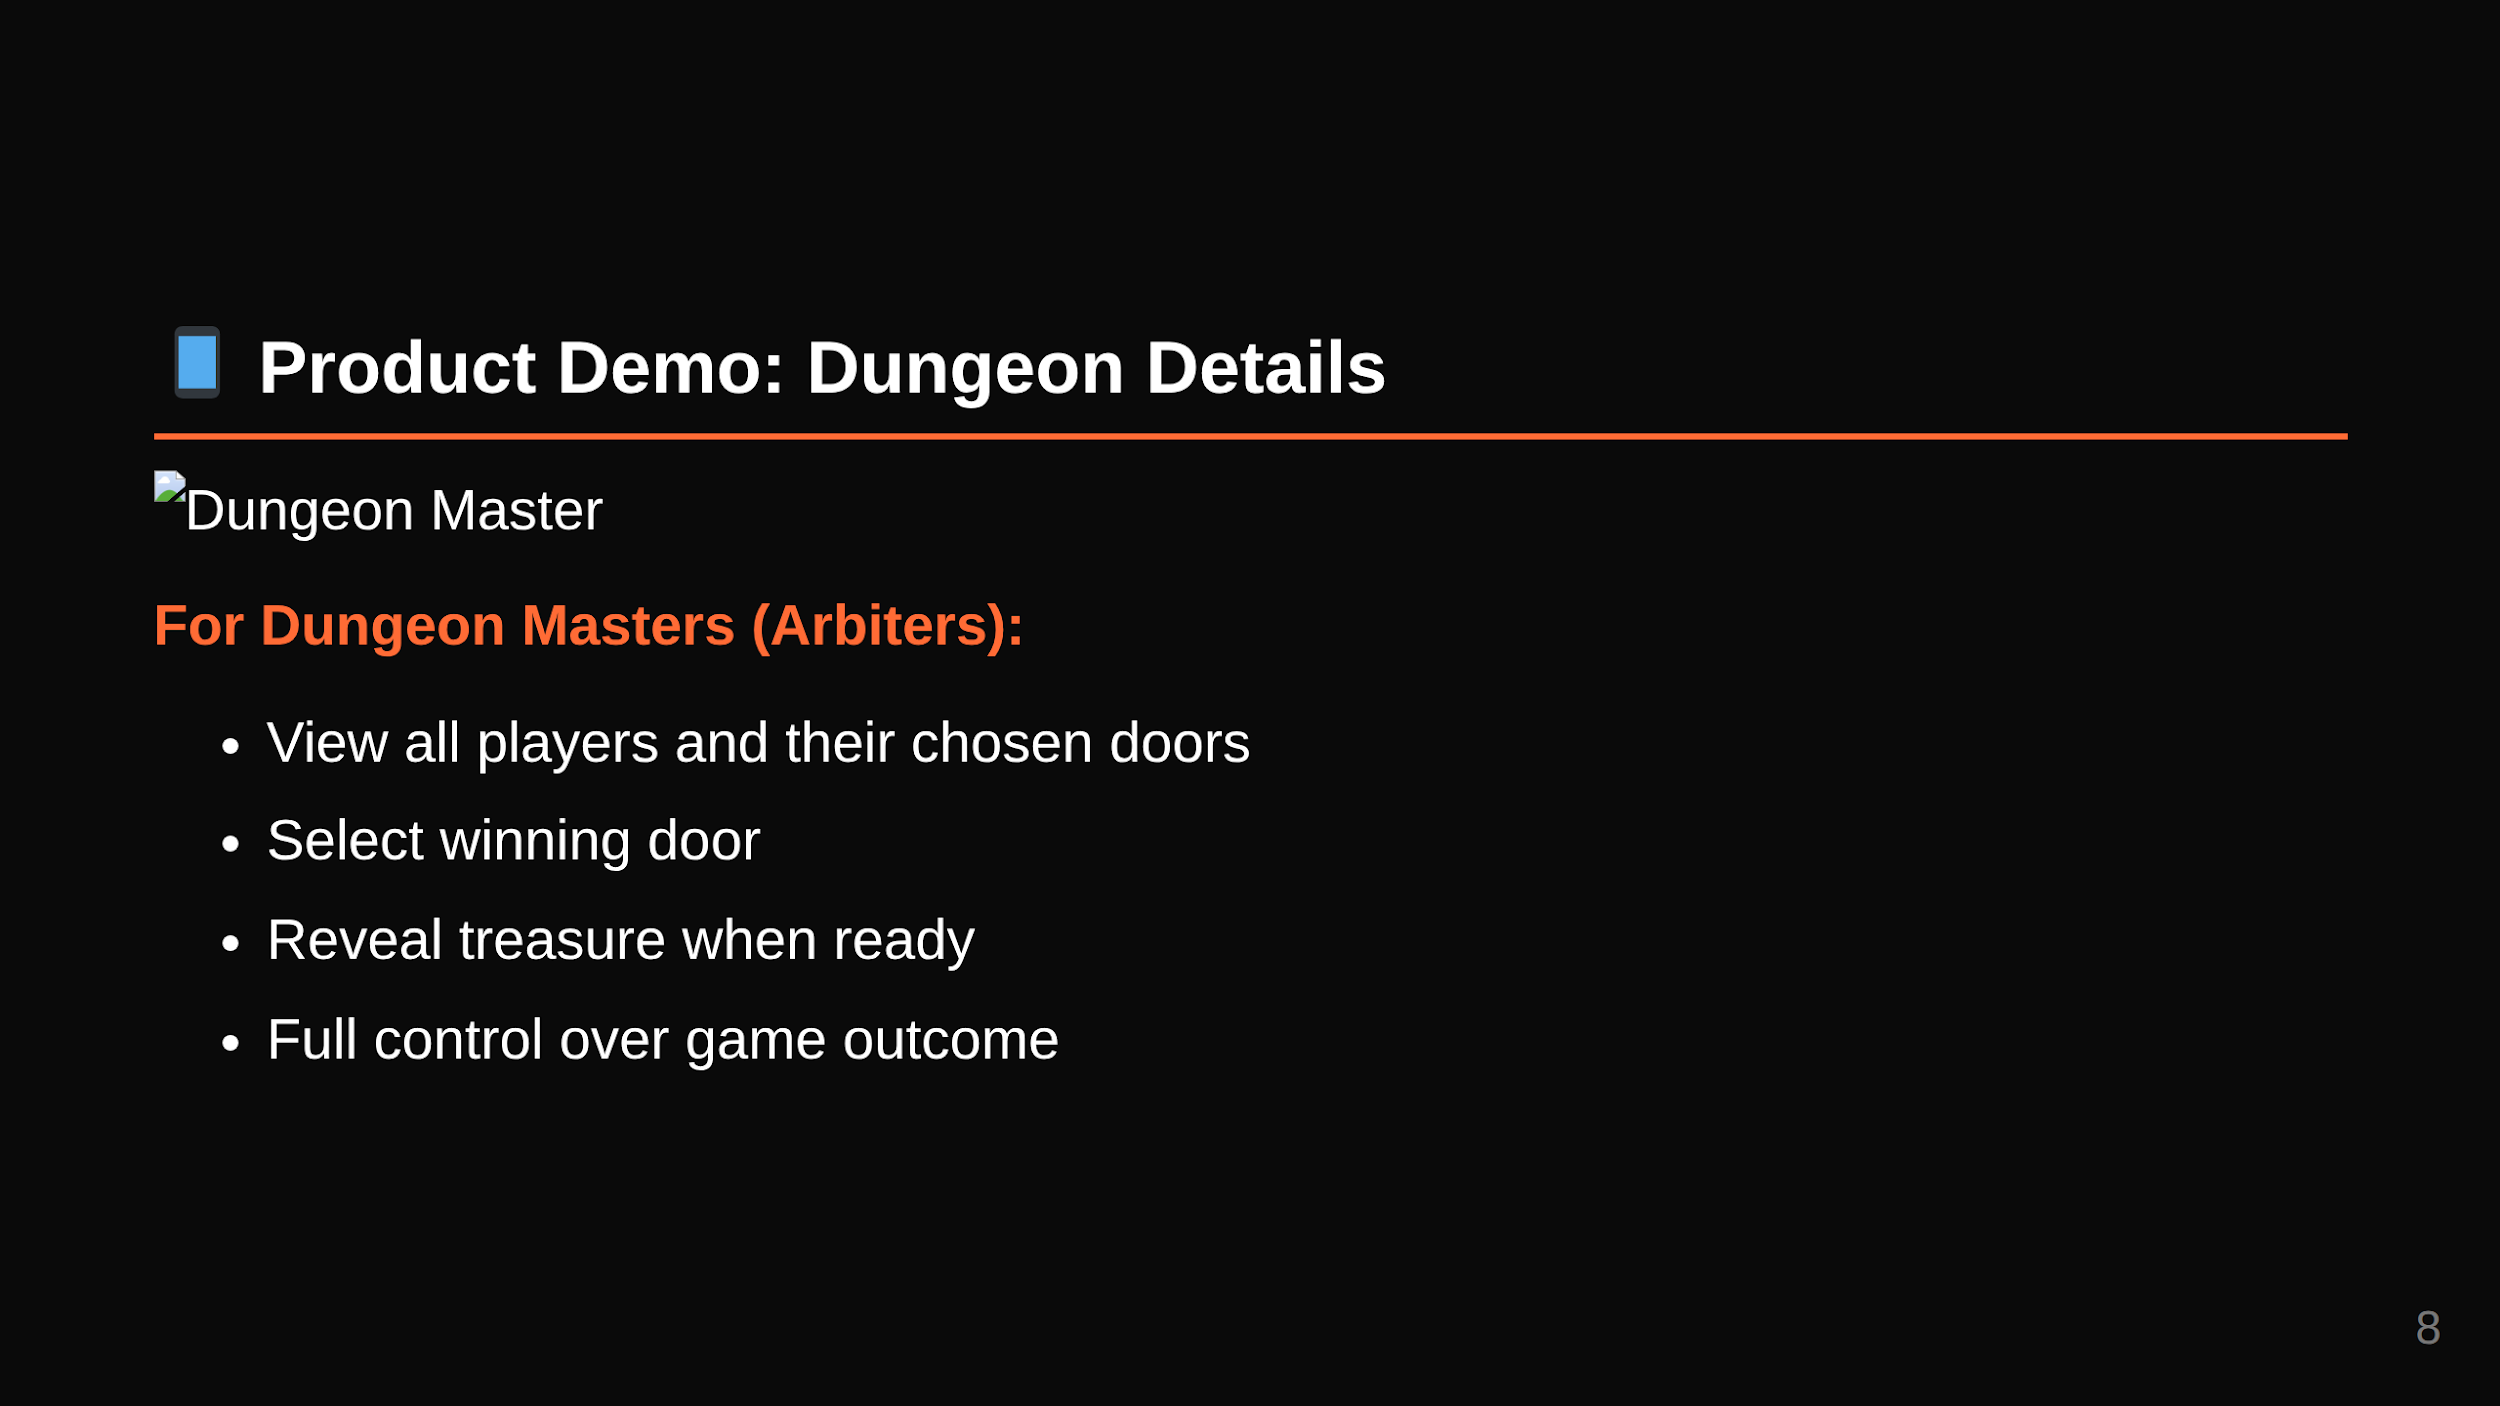 Product Demo: Dungeon Details
Dungeon Master
For Dungeon Masters (Arbiters):
• View all players and their chosen doors
• Select winning door
• Reveal treasure when ready
• Full control over game outcome
8